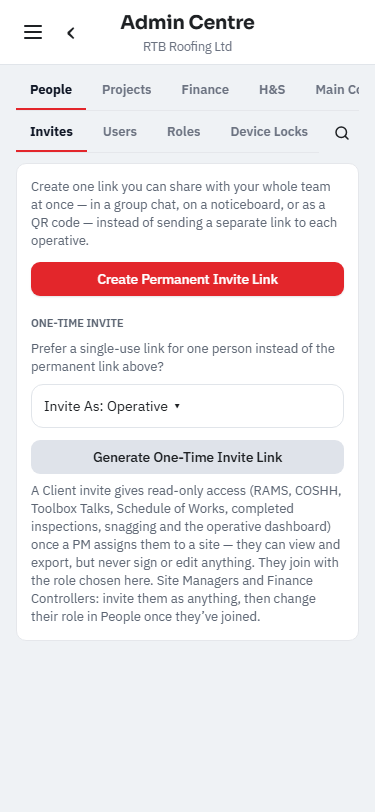 Admin Centre
RTB Roofing Ltd
People Projects Finance H&S Main Co
Invites Users Roles Device Locks
Create one link you can share with your whole team
at once — in a group chat, on a noticeboard, or as a
QR code — instead of sending a separate link to each
operative.
Create Permanent Invite Link
ONE-TIME INVITE
Prefer a single-use link for one person instead of the
permanent link above?
Invite As: Operative ▾
Generate One-Time Invite Link
A Client invite gives read-only access (RAMS, COSHH,
Toolbox Talks, Schedule of Works, completed
inspections, snagging and the operative dashboard)
once a PM assigns them to a site — they can view and
export, but never sign or edit anything. They join with
the role chosen here. Site Managers and Finance
Controllers: invite them as anything, then change
their role in People once they’ve joined.